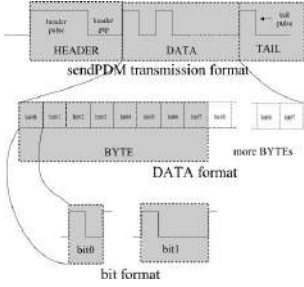 header pulse
header gap
tail pulse
HEADER
DATA
TAIL
sendPDM transmission format
bit0 bit1 bit2 bit3 bit4 bit5 bit6 bit7 bit0 bit6 bit7
BYTE
more BYTEs
DATA format
bit0
bit1
bit format